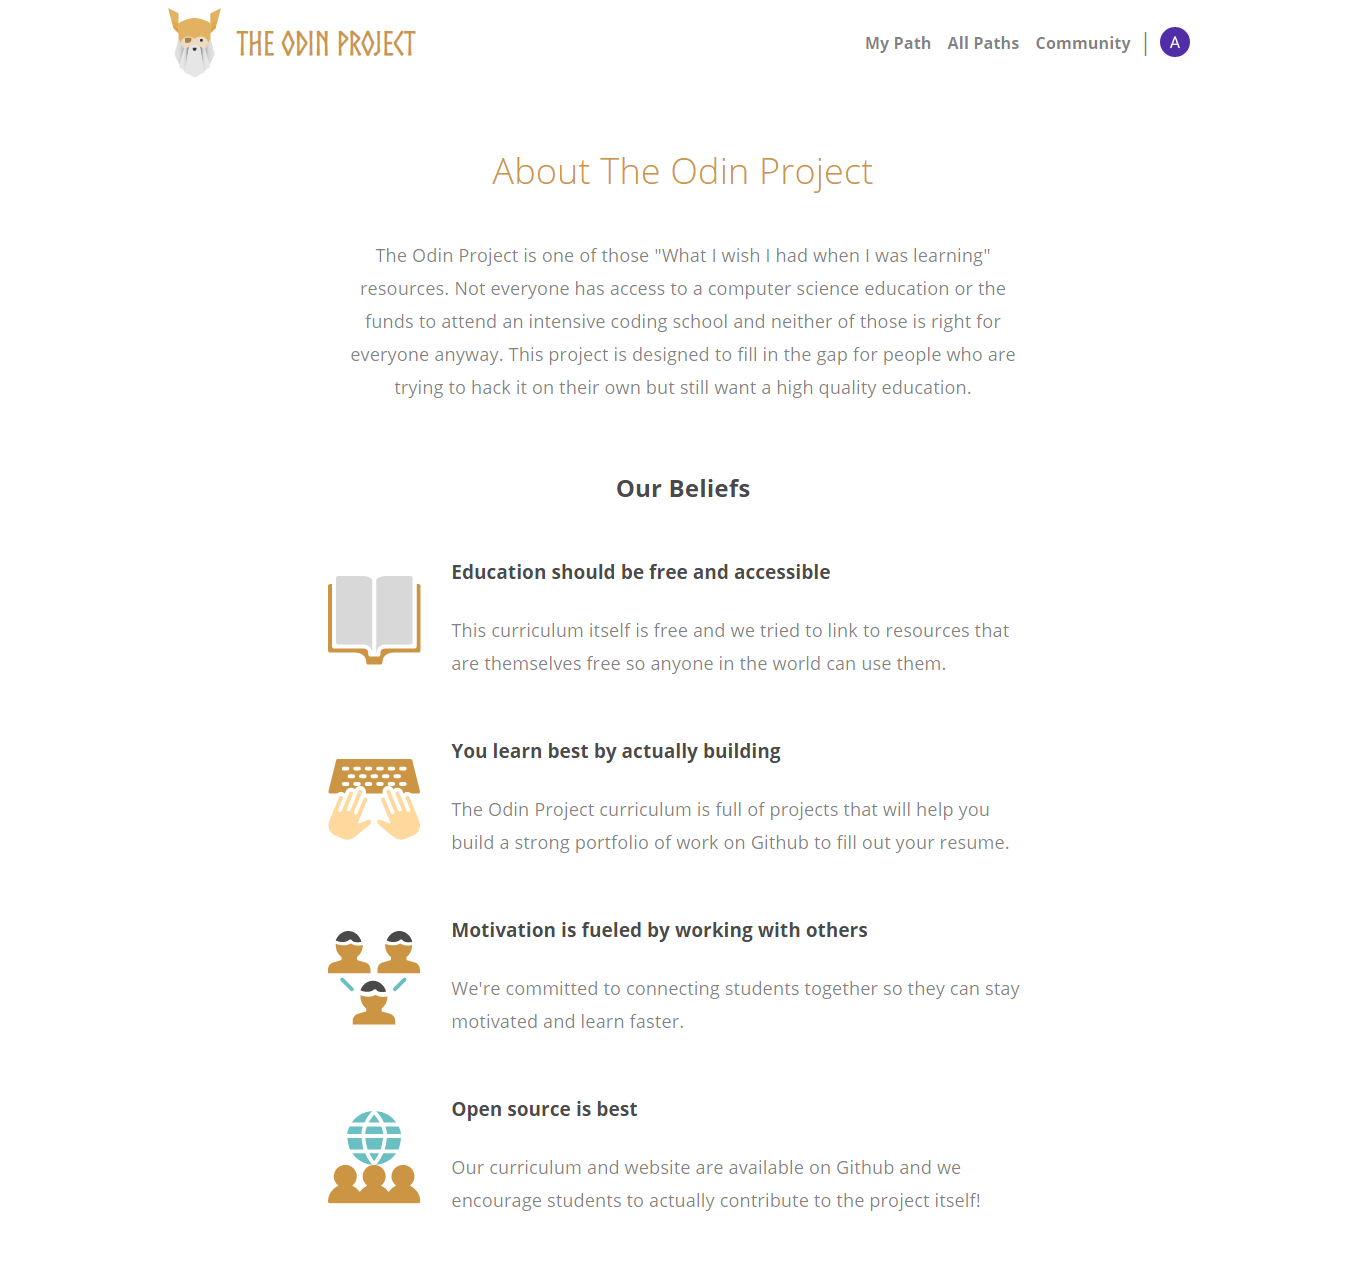 THE ODIN PROJECT
My Path All Paths Community | A
About The Odin Project
The Odin Project is one of those "What I wish I had when I was learning"
resources. Not everyone has access to a computer science education or the
funds to attend an intensive coding school and neither of those is right for
everyone anyway. This project is designed to fill in the gap for people who are
trying to hack it on their own but still want a high quality education.
Our Beliefs
Education should be free and accessible
This curriculum itself is free and we tried to link to resources that
are themselves free so anyone in the world can use them.
You learn best by actually building
The Odin Project curriculum is full of projects that will help you
build a strong portfolio of work on Github to fill out your resume.
Motivation is fueled by working with others
We're committed to connecting students together so they can stay
motivated and learn faster.
Open source is best
Our curriculum and website are available on Github and we
encourage students to actually contribute to the project itself!